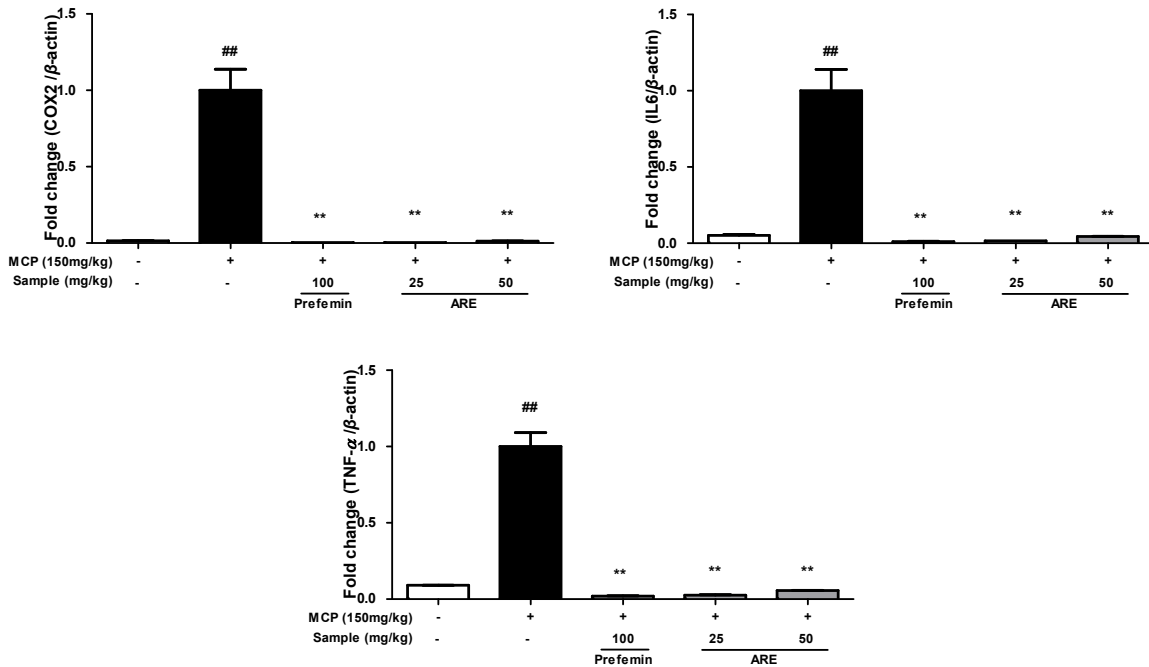 Fold change (COX2 /β-actin)
1.5
1.0
0.5
0.0
##
** ** **
MCP (150mg/kg) - + + + +
Sample (mg/kg) - - 100 25 50
Prefemin ARE
Fold change (IL6/β-actin)
1.5
1.0
0.5
0.0
##
** ** **
MCP (150mg/kg) - + + + +
Sample (mg/kg) - - 100 25 50
Prefemin ARE
Fold change (TNF-α /β-actin)
1.5
1.0
0.5
0.0
##
** ** **
MCP (150mg/kg) - + + + +
Sample (mg/kg) - - 100 25 50
Prefemin ARE